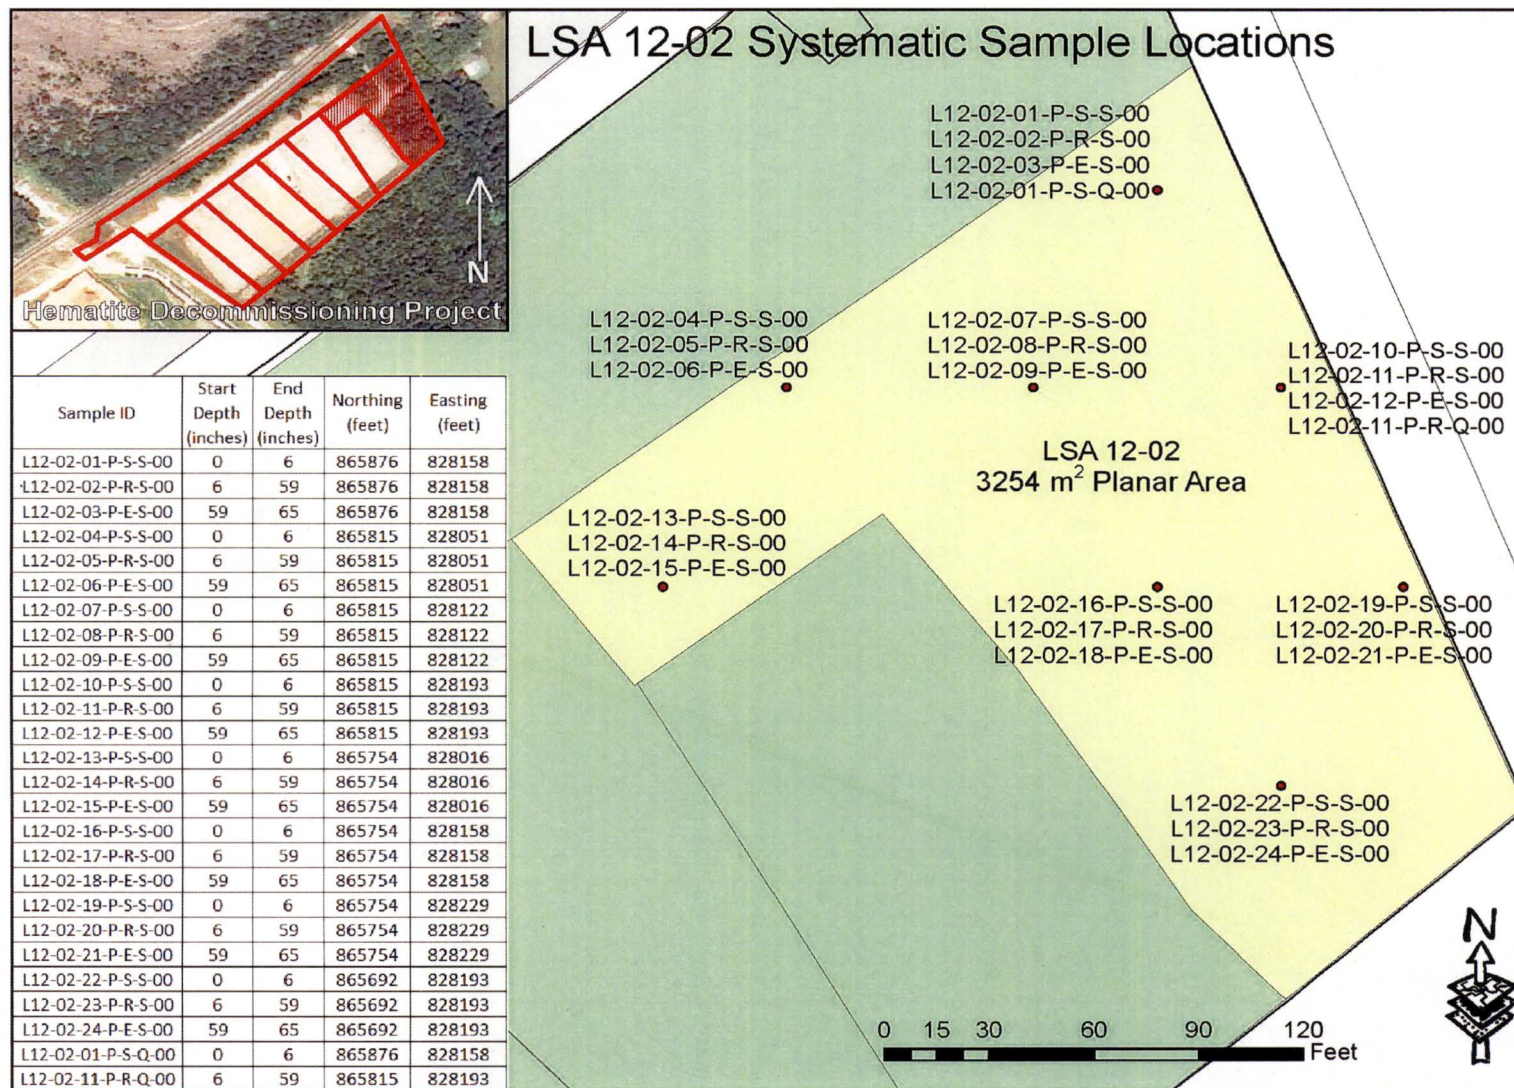 LSA 12-02 Systematic Sample Locations
N
Hematite Decommissioning Project
L12-02-01-P-S-S-00
L12-02-02-P-R-S-00
L12-02-03-P-E-S-00
L12-02-01-P-S-Q-00
L12-02-04-P-S-S-00
L12-02-05-P-R-S-00
L12-02-06-P-E-S-00
L12-02-07-P-S-S-00
L12-02-08-P-R-S-00
L12-02-09-P-E-S-00
L12-02-10-P-S-S-00
L12-02-11-P-R-S-00
L12-02-12-P-E-S-00
L12-02-11-P-R-Q-00
LSA 12-02
3254 m² Planar Area
L12-02-13-P-S-S-00
L12-02-14-P-R-S-00
L12-02-15-P-E-S-00
L12-02-16-P-S-S-00
L12-02-17-P-R-S-00
L12-02-18-P-E-S-00
L12-02-19-P-S-S-00
L12-02-20-P-R-S-00
L12-02-21-P-E-S-00
L12-02-22-P-S-S-00
L12-02-23-P-R-S-00
L12-02-24-P-E-S-00
Sample ID Start Depth (inches) End Depth (inches) Northing (feet) Easting (feet)
L12-02-01-P-S-S-00 0 6 865876 828158
L12-02-02-P-R-S-00 6 59 865876 828158
L12-02-03-P-E-S-00 59 65 865876 828158
L12-02-04-P-S-S-00 0 6 865815 828051
L12-02-05-P-R-S-00 6 59 865815 828051
L12-02-06-P-E-S-00 59 65 865815 828051
L12-02-07-P-S-S-00 0 6 865815 828122
L12-02-08-P-R-S-00 6 59 865815 828122
L12-02-09-P-E-S-00 59 65 865815 828122
L12-02-10-P-S-S-00 0 6 865815 828193
L12-02-11-P-R-S-00 6 59 865815 828193
L12-02-12-P-E-S-00 59 65 865815 828193
L12-02-13-P-S-S-00 0 6 865754 828016
L12-02-14-P-R-S-00 6 59 865754 828016
L12-02-15-P-E-S-00 59 65 865754 828016
L12-02-16-P-S-S-00 0 6 865754 828158
L12-02-17-P-R-S-00 6 59 865754 828158
L12-02-18-P-E-S-00 59 65 865754 828158
L12-02-19-P-S-S-00 0 6 865754 828229
L12-02-20-P-R-S-00 6 59 865754 828229
L12-02-21-P-E-S-00 59 65 865754 828229
L12-02-22-P-S-S-00 0 6 865692 828193
L12-02-23-P-R-S-00 6 59 865692 828193
L12-02-24-P-E-S-00 59 65 865692 828193
L12-02-01-P-S-Q-00 0 6 865876 828158
L12-02-11-P-R-Q-00 6 59 865815 828193
0 15 30 60 90 120
Feet
N